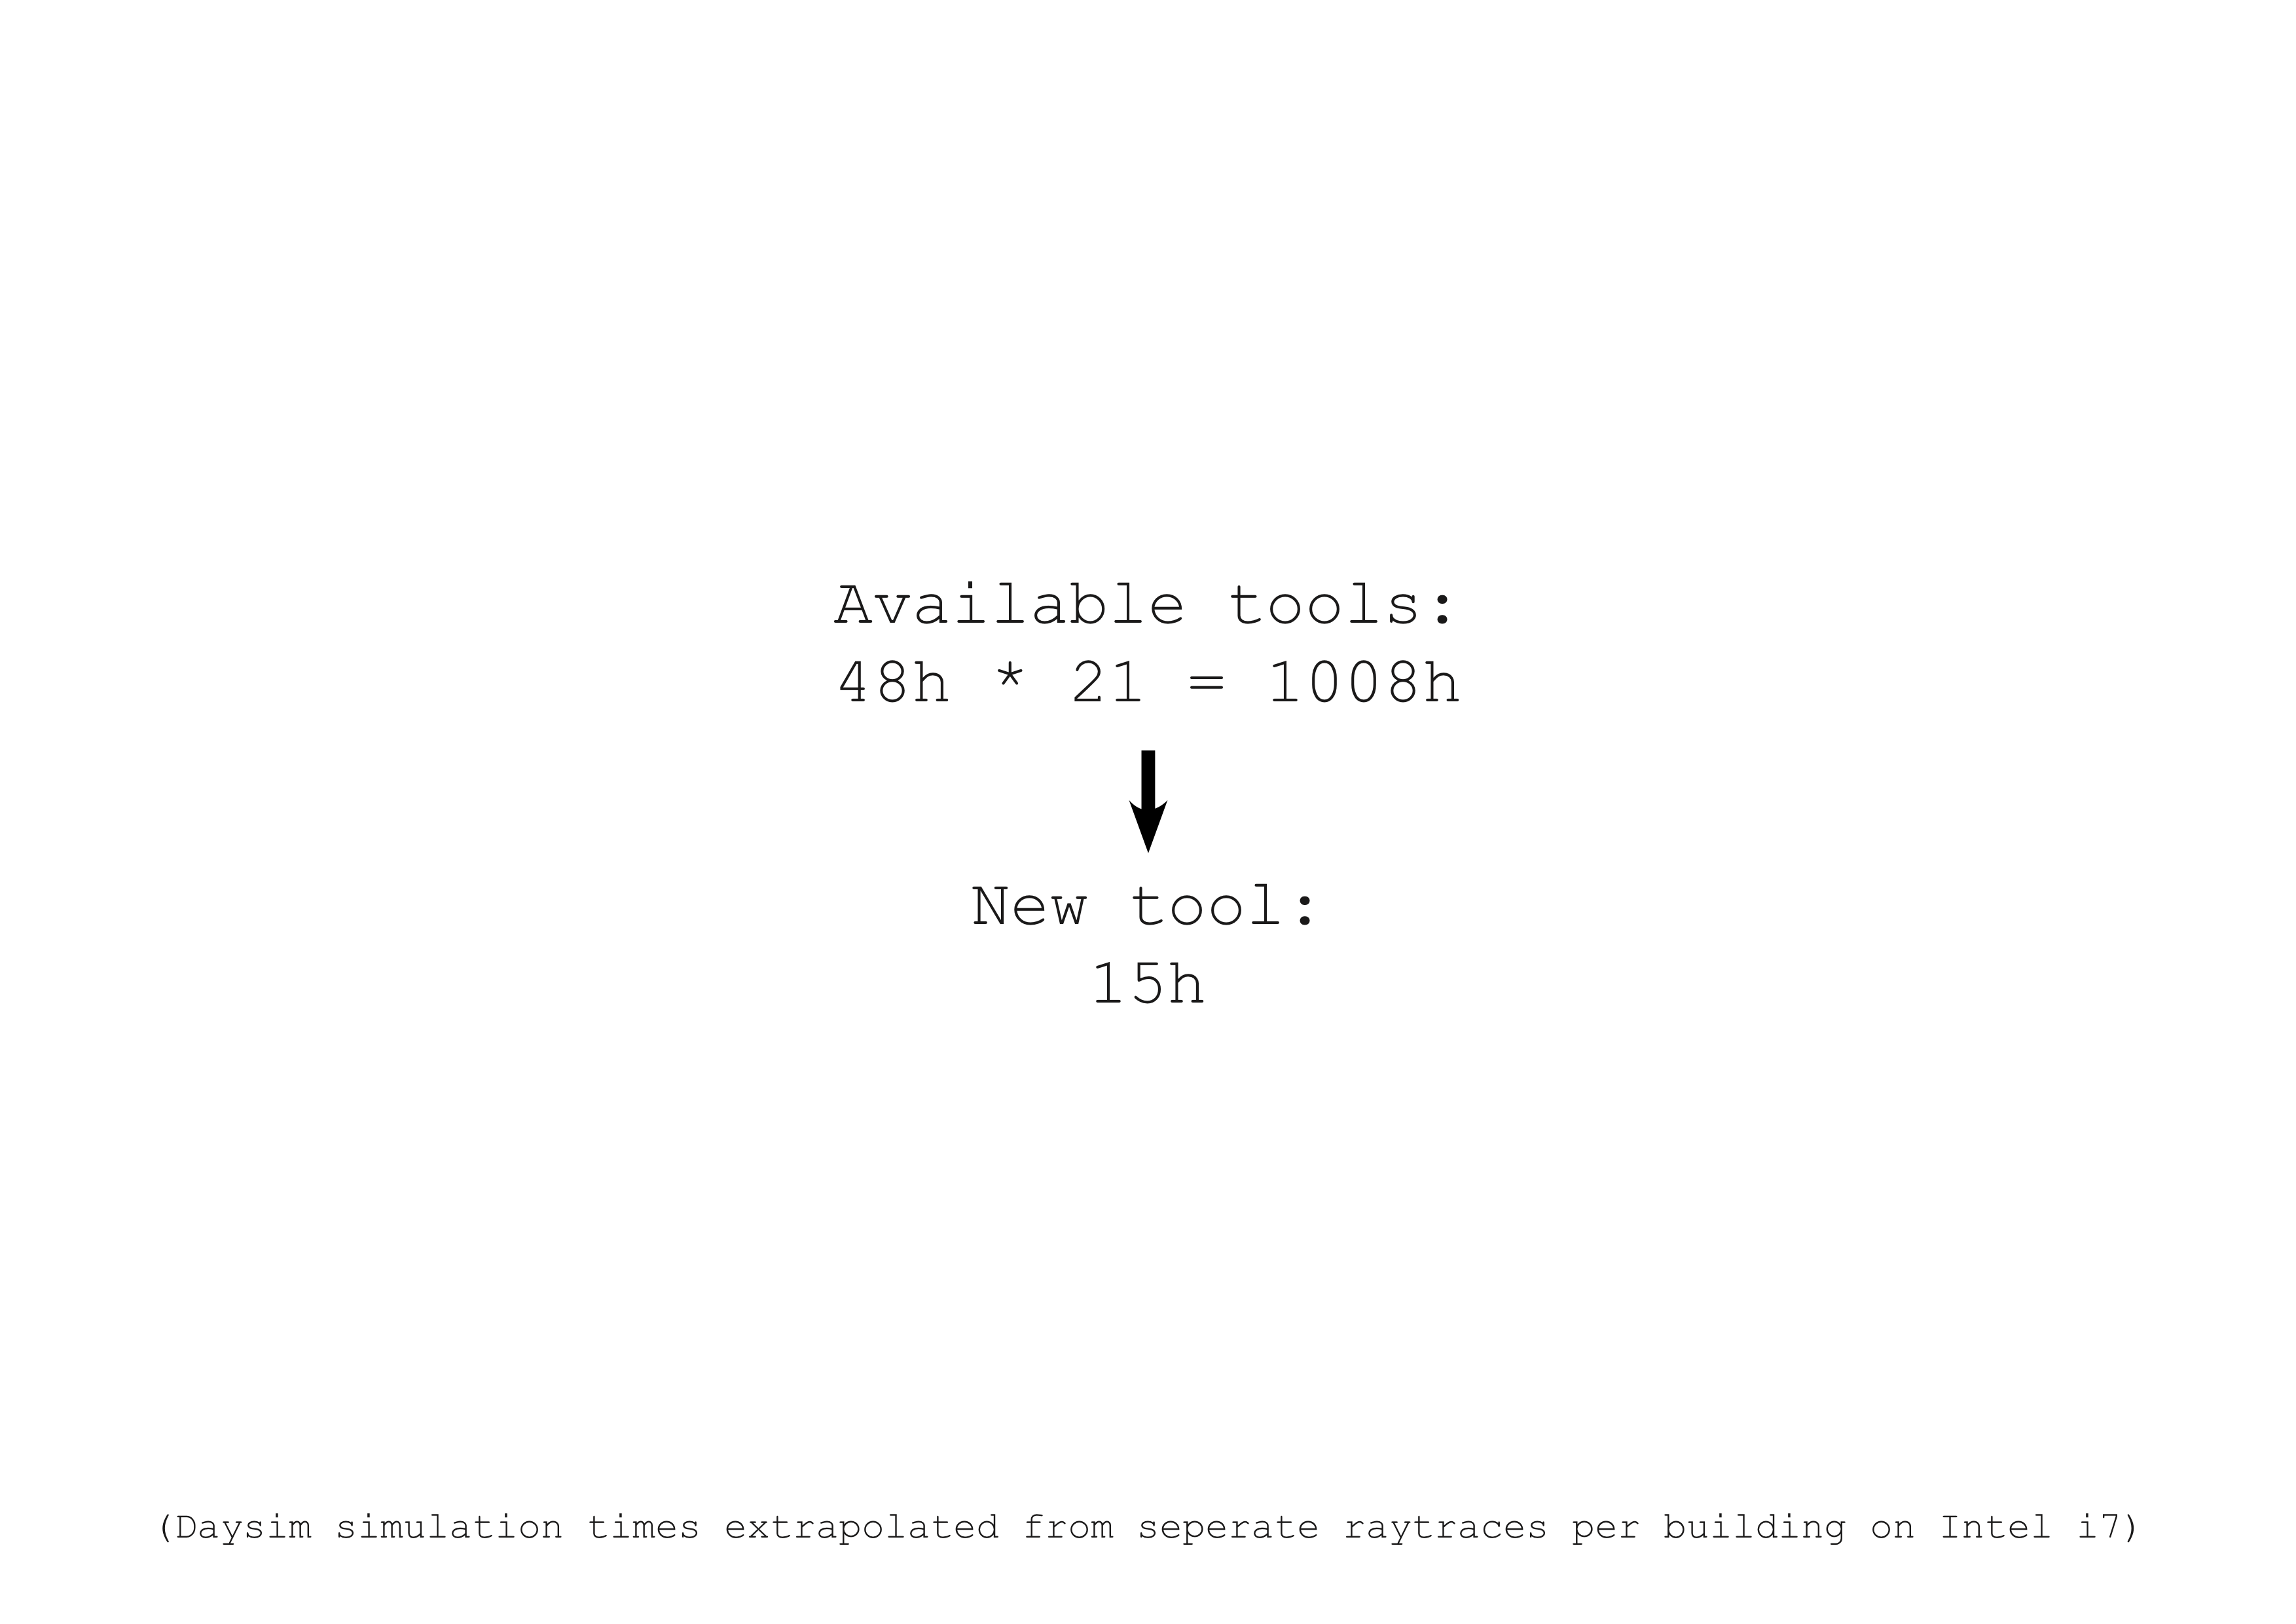 Available tools:
48h * 21 = 1008h
New tool:
15h
(Daysim simulation times extrapolated from seperate raytraces per building on Intel i7)